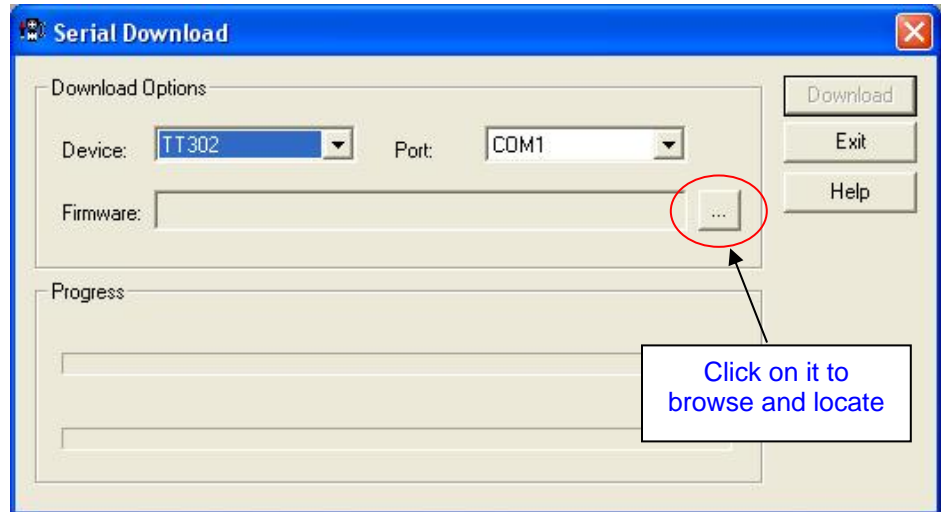 Serial Download
Download Options
Download
Device: TT302 Port: COM1
Exit
Help
Firmware: ...
Progress
Click on it to
browse and locate